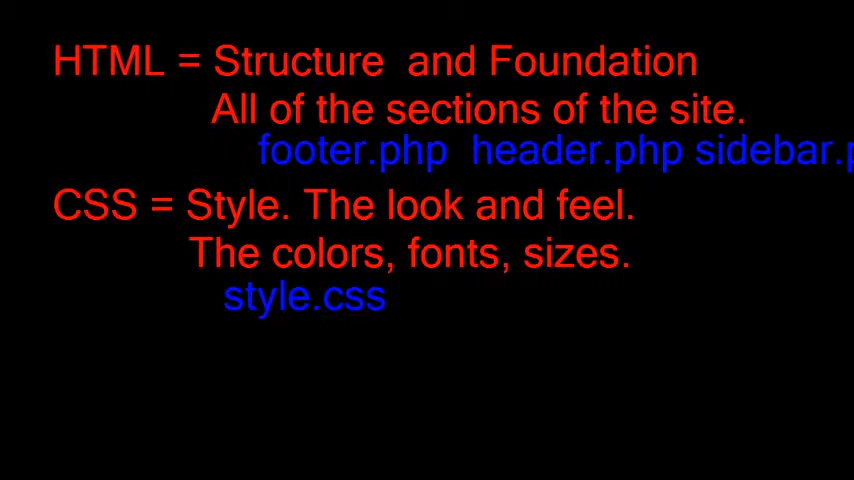 HTML = Structure and Foundation
All of the sections of the site.
footer.php header.php sidebar.p
CSS = Style. The look and feel.
The colors, fonts, sizes.
style.css